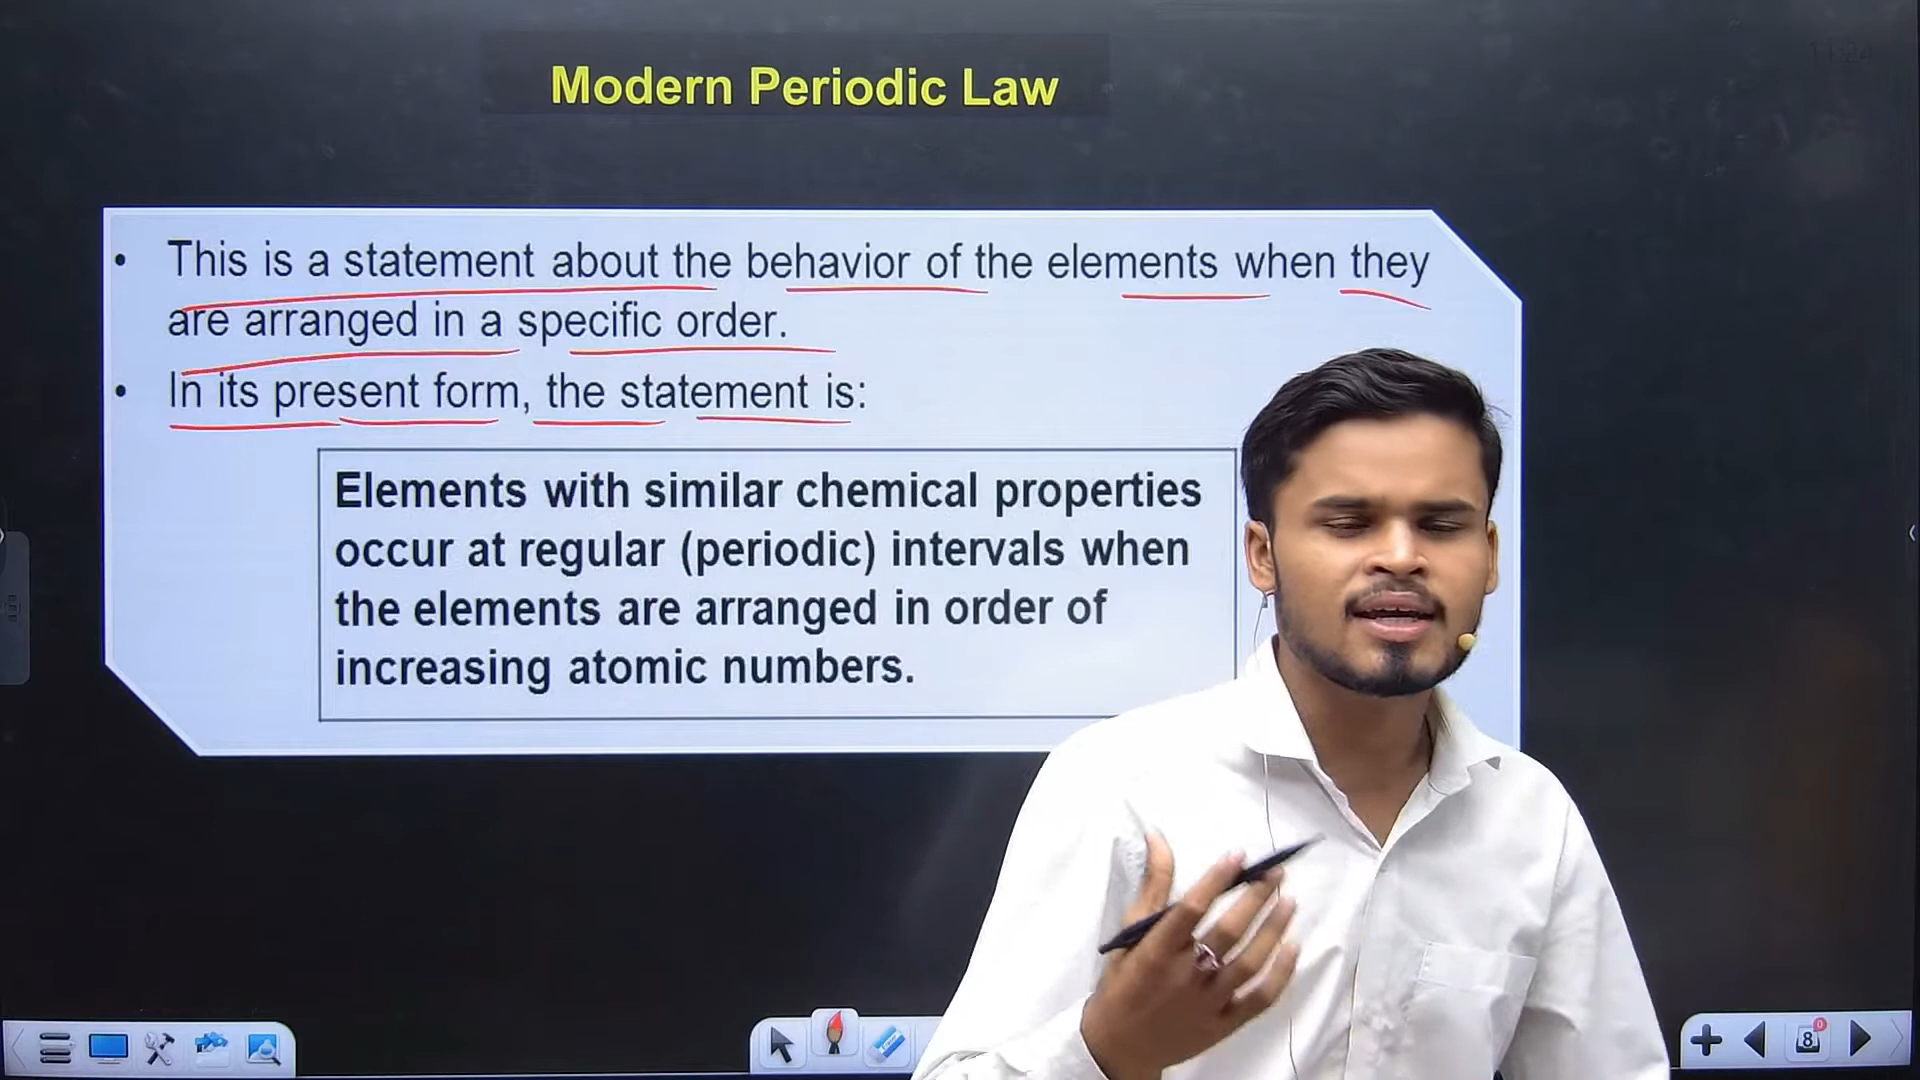 Modern Periodic Law
• This is a statement about the behavior of the elements when they
are arranged in a specific order.
• In its present form, the statement is:
Elements with similar chemical properties
occur at regular (periodic) intervals when
the elements are arranged in order of
increasing atomic numbers.
8
0